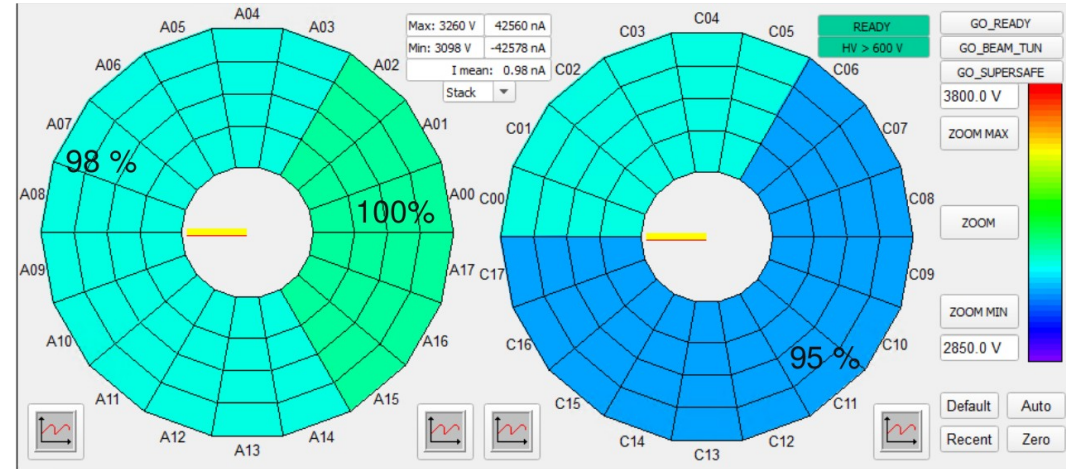 A04
A05
A03
A06
A02
A07
A01
A08
A00
A09
A17
A10
A16
A11
A15
A12
A14
A13
98 %
100%
Max: 3260 V 42560 nA
Min: 3098 V -42578 nA
I mean: 0.98 nA
Stack
C04
C03
C05
C02
C06
C01
C07
C00
C08
C17
C09
C16
C10
C15
C11
C14
C12
C13
95 %
READY
HV > 600 V
GO_READY
GO_BEAM_TUN
GO_SUPERSAFE
3800.0 V
ZOOM MAX
ZOOM
ZOOM MIN
2850.0 V
Default Auto
Recent Zero